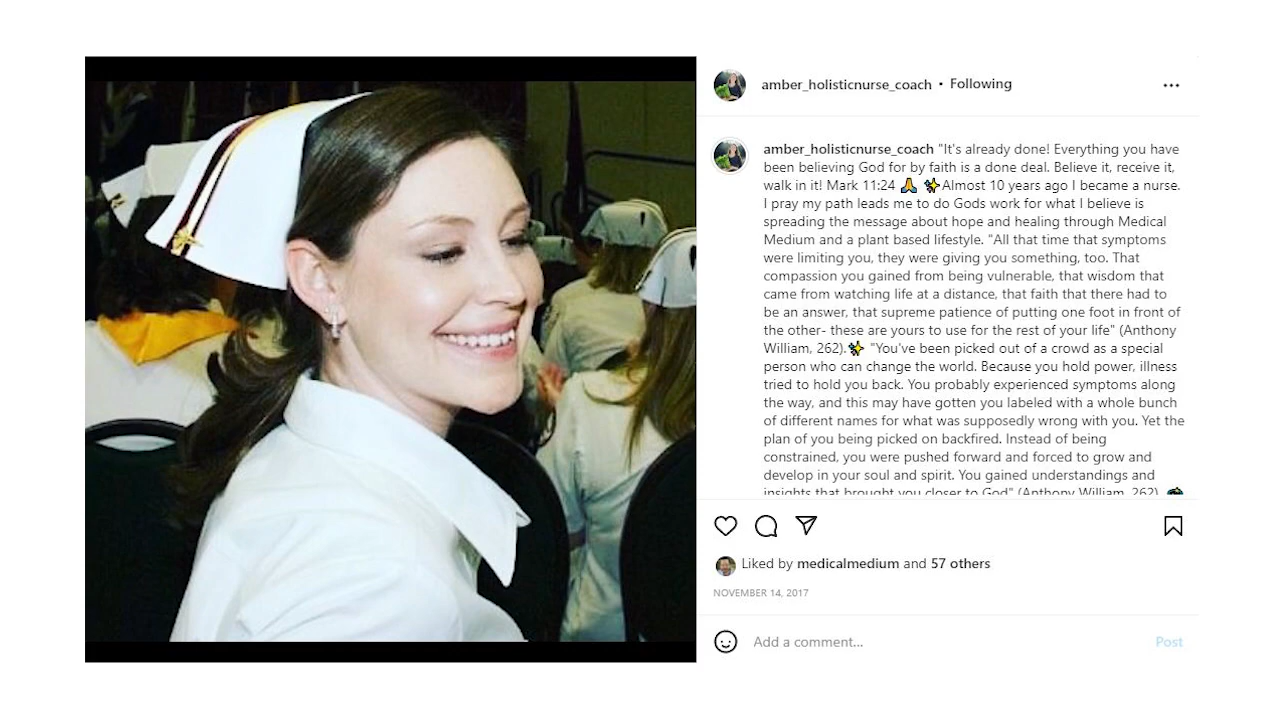 amber_holisticnurse_coach • Following
amber_holisticnurse_coach "It's already done! Everything you have
been believing God for by faith is a done deal. Believe it, receive it,
walk in it! Mark 11:24 🙏 ✨Almost 10 years ago I became a nurse.
I pray my path leads me to do Gods work for what I believe is
spreading the message about hope and healing through Medical
Medium and a plant based lifestyle. "All that time that symptoms
were limiting you, they were giving you something, too. That
compassion you gained from being vulnerable, that wisdom that
came from watching life at a distance, that faith that there had to
be an answer, that supreme patience of putting one foot in front of
the other- these are yours to use for the rest of your life" (Anthony
William, 262).✨ "You've been picked out of a crowd as a special
person who can change the world. Because you hold power, illness
tried to hold you back. You probably experienced symptoms along
the way, and this may have gotten you labeled with a whole bunch
of different names for what was supposedly wrong with you. Yet the
plan of you being picked on backfired. Instead of being
constrained, you were pushed forward and forced to grow and
develop in your soul and spirit. You gained understandings and
insights that brought you closer to God" (Anthony William, 262).
Liked by medicalmedium and 57 others
NOVEMBER 14, 2017
Add a comment...
Post